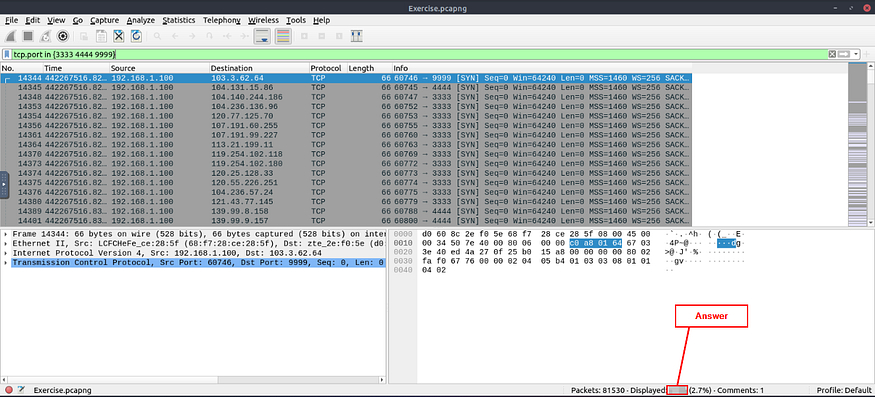 Exercise.pcapng
File Edit View Go Capture Analyze Statistics Telephony Wireless Tools Help
tcp.port in {3333 4444 9999}
No. Time Source Destination Protocol Length Info
14344 442267516.82… 192.168.1.100 103.3.62.64 TCP 66 60746 → 9999 [SYN] Seq=0 Win=64240 Len=0 MSS=1460 WS=256 SACK…
14345 442267516.82… 192.168.1.100 104.131.15.86 TCP 66 60745 → 4444 [SYN] Seq=0 Win=64240 Len=0 MSS=1460 WS=256 SACK…
14348 442267516.82… 192.168.1.100 104.140.244.186 TCP 66 60747 → 3333 [SYN] Seq=0 Win=64240 Len=0 MSS=1460 WS=256 SACK…
14353 442267516.82… 192.168.1.100 104.236.136.96 TCP 66 60752 → 3333 [SYN] Seq=0 Win=64240 Len=0 MSS=1460 WS=256 SACK…
14354 442267516.82… 192.168.1.100 120.77.125.70 TCP 66 60753 → 3333 [SYN] Seq=0 Win=64240 Len=0 MSS=1460 WS=256 SACK…
14356 442267516.82… 192.168.1.100 107.191.60.255 TCP 66 60755 → 3333 [SYN] Seq=0 Win=64240 Len=0 MSS=1460 WS=256 SACK…
14361 442267516.82… 192.168.1.100 107.191.99.227 TCP 66 60760 → 3333 [SYN] Seq=0 Win=64240 Len=0 MSS=1460 WS=256 SACK…
14364 442267516.82… 192.168.1.100 113.21.199.11 TCP 66 60763 → 4444 [SYN] Seq=0 Win=64240 Len=0 MSS=1460 WS=256 SACK…
14370 442267516.82… 192.168.1.100 119.254.102.118 TCP 66 60769 → 3333 [SYN] Seq=0 Win=64240 Len=0 MSS=1460 WS=256 SACK…
14373 442267516.82… 192.168.1.100 119.254.102.180 TCP 66 60772 → 3333 [SYN] Seq=0 Win=64240 Len=0 MSS=1460 WS=256 SACK…
14374 442267516.82… 192.168.1.100 120.25.128.33 TCP 66 60773 → 4444 [SYN] Seq=0 Win=64240 Len=0 MSS=1460 WS=256 SACK…
14375 442267516.82… 192.168.1.100 120.55.226.251 TCP 66 60774 → 3333 [SYN] Seq=0 Win=64240 Len=0 MSS=1460 WS=256 SACK…
14376 442267516.82… 192.168.1.100 104.236.57.24 TCP 66 60775 → 3333 [SYN] Seq=0 Win=64240 Len=0 MSS=1460 WS=256 SACK…
14380 442267516.82… 192.168.1.100 121.43.77.145 TCP 66 60779 → 3333 [SYN] Seq=0 Win=64240 Len=0 MSS=1460 WS=256 SACK…
14389 442267516.82… 192.168.1.100 139.99.8.158 TCP 66 60788 → 4444 [SYN] Seq=0 Win=64240 Len=0 MSS=1460 WS=256 SACK…
14401 442267516.82… 192.168.1.100 139.99.9.157 TCP 66 60800 → 3333 [SYN] Seq=0 Win=64240 Len=0 MSS=1460 WS=256 SACK…
Frame 14344: 66 bytes on wire (528 bits), 66 bytes captured (528 bits) on inter
Ethernet II, Src: LCFCHeFe_ce:28:5f (68:f7:28:ce:28:5f), Dst: zte_2e:f0:5e (d0
Internet Protocol Version 4, Src: 192.168.1.100, Dst: 103.3.62.64
Transmission Control Protocol, Src Port: 60746, Dst Port: 9999, Seq: 0, Len: 0
0000 d0 60 8c 2e f0 5e 68 f7 28 ce 28 5f 08 00 45 00
0010 00 34 50 7e 40 00 80 06 00 00 c0 a8 01 64 67 03
0020 3e 40 ed 4a 27 0f 25 b0 15 a8 00 00 00 00 80 02
0030 fa f0 67 76 00 00 02 04 05 b4 01 03 03 08 01 01
0040 04 02
Answer
Exercise.pcapng Packets: 81530 · Displayed (2.7%) · Comments: 1 Profile: Default